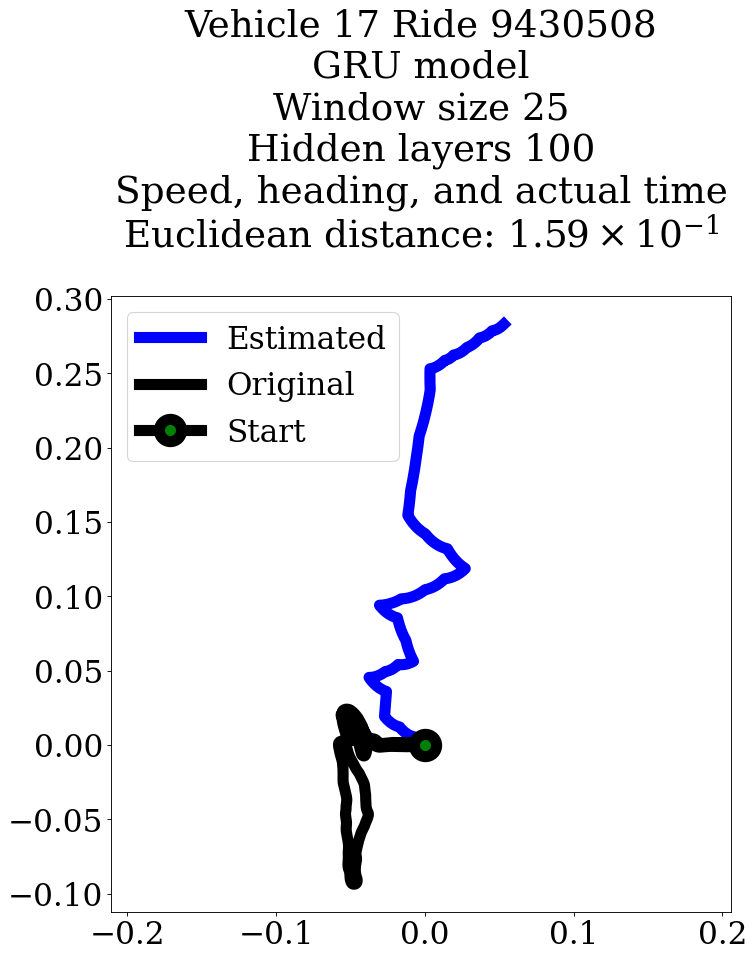 Vehicle 17 Ride 9430508
GRU model
Window size 25
Hidden layers 100
Speed, heading, and actual time
Euclidean distance: 1.59 × 10⁻¹
Estimated
Original
Start
0.30
0.25
0.20
0.15
0.10
0.05
0.00
−0.05
−0.10
−0.2 −0.1 0.0 0.1 0.2